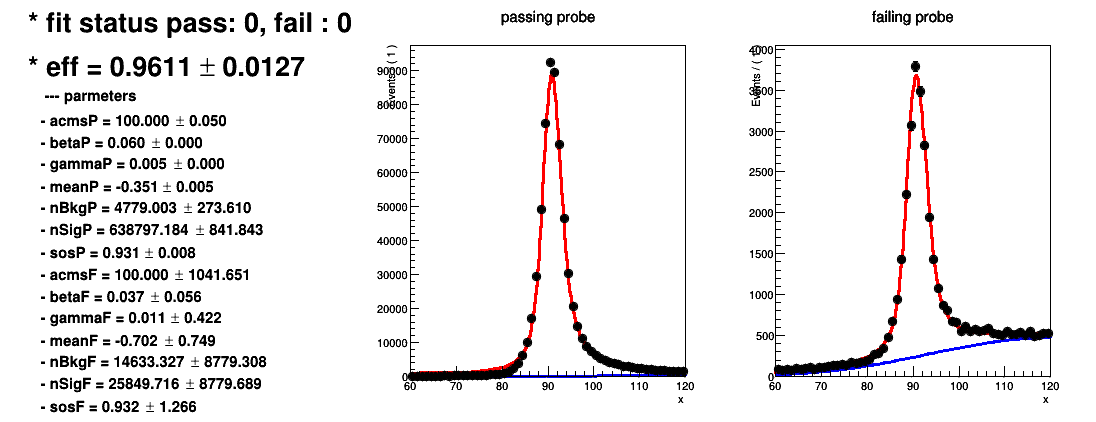 * fit status pass: 0, fail : 0
* eff = 0.9611 ± 0.0127
--- parmeters
- acmsP = 100.000 ± 0.050
- betaP = 0.060 ± 0.000
- gammaP = 0.005 ± 0.000
- meanP = -0.351 ± 0.005
- nBkgP = 4779.003 ± 273.610
- nSigP = 638797.184 ± 841.843
- sosP = 0.931 ± 0.008
- acmsF = 100.000 ± 1041.651
- betaF = 0.037 ± 0.056
- gammaF = 0.011 ± 0.422
- meanF = -0.702 ± 0.749
- nBkgF = 14633.327 ± 8779.308
- nSigF = 25849.716 ± 8779.689
- sosF = 0.932 ± 1.266
passing probe
Events / ( 1 )
90000
80000
70000
60000
50000
40000
30000
20000
10000
0
60 70 80 90 100 110 120
x
failing probe
Events / ( 1 )
4000
3500
3000
2500
2000
1500
1000
500
0
60 70 80 90 100 110 120
x